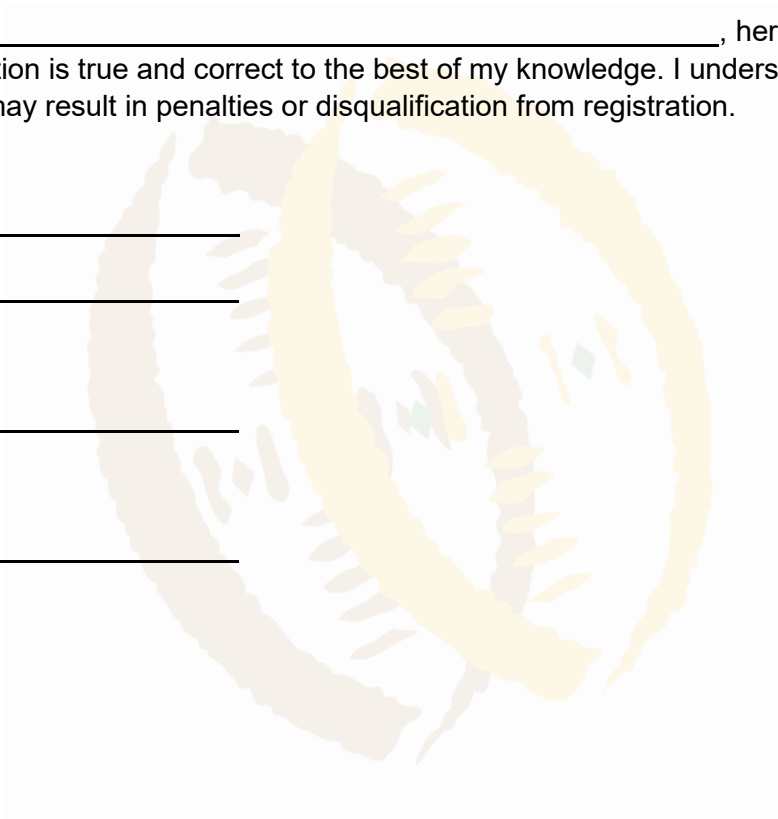 , her
tion is true and correct to the best of my knowledge. I unders
may result in penalties or disqualification from registration.